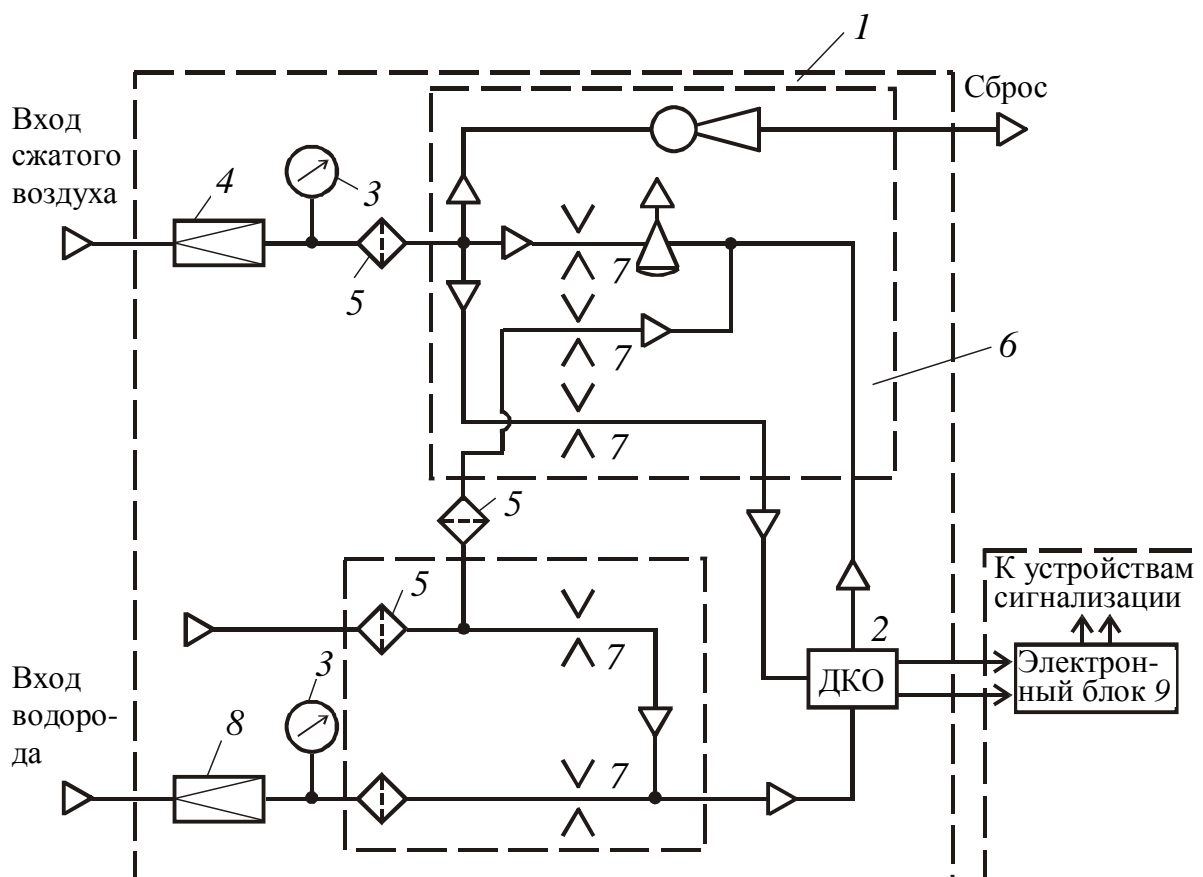 1
Сброс
Вход
сжатого
воздуха
4
3
5
7
7
6
7
5
К устройствам
сигнализации
5
2
3
7
ДКО
Электрон-
ный блок 9
Вход
водоро-
да
8
7